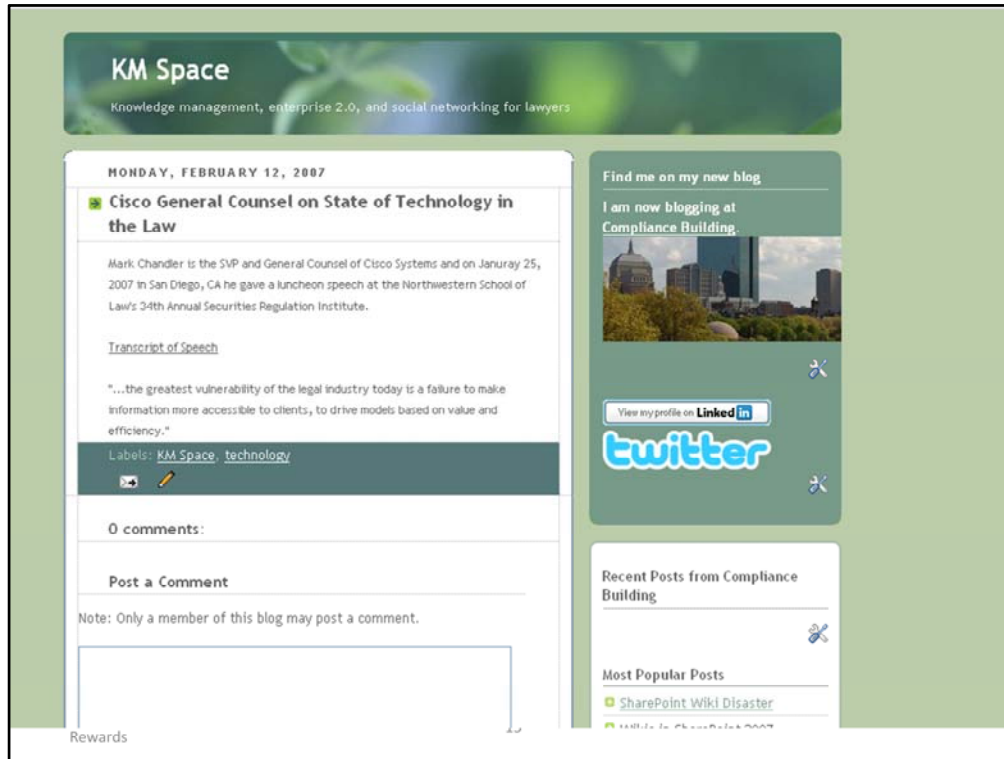 KM Space
Knowledge management, enterprise 2.0, and social networking for lawyers
MONDAY, FEBRUARY 12, 2007
Cisco General Counsel on State of Technology in
the Law
Mark Chandler is the SVP and General Counsel of Cisco Systems and on Januray 25,
2007 in San Diego, CA he gave a luncheon speech at the Northwestern School of
Law's 34th Annual Securities Regulation Institute.
Transcript of Speech
"...the greatest vulnerability of the legal industry today is a failure to make
information more accessible to clients, to drive models based on value and
efficiency."
Labels: KM Space, technology
0 comments:
Post a Comment
Note: Only a member of this blog may post a comment.
Find me on my new blog
I am now blogging at
Compliance Building.
View my profile on Linked in
twitter
Recent Posts from Compliance
Building
Most Popular Posts
SharePoint Wiki Disaster
Wikis in SharePoint 2007
Rewards